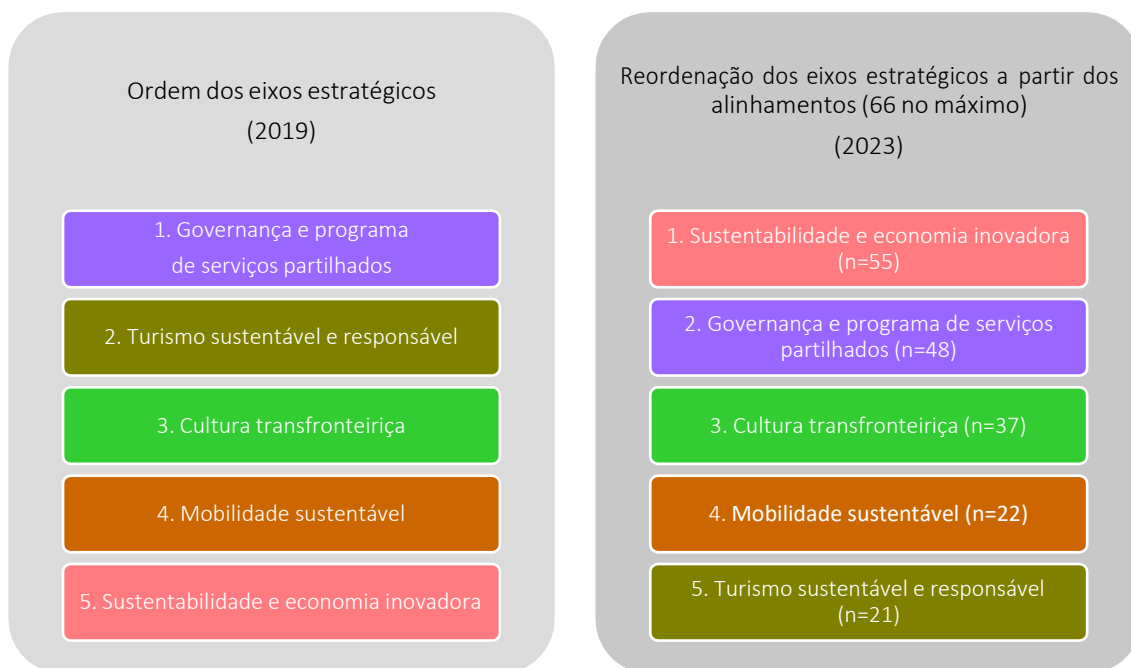 Ordem dos eixos estratégicos
(2019)
1. Governança e programa
de serviços partilhados
2. Turismo sustentável e responsável
3. Cultura transfronteiriça
4. Mobilidade sustentável
5. Sustentabilidade e economia inovadora
Reordenação dos eixos estratégicos a partir dos
alinhamentos (66 no máximo)
(2023)
1. Sustentabilidade e economia inovadora
(n=55)
2. Governança e programa de serviços
partilhados (n=48)
3. Cultura transfronteiriça (n=37)
4. Mobilidade sustentável (n=22)
5. Turismo sustentável e responsável
(n=21)